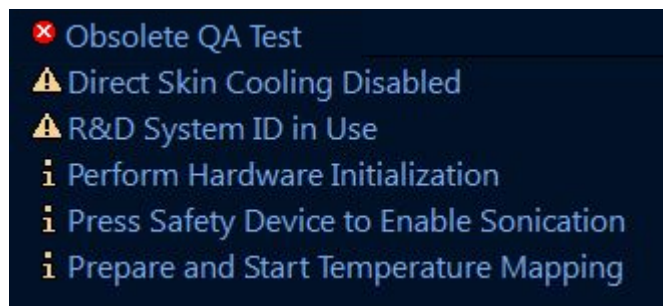 Obsolete QA Test
Direct Skin Cooling Disabled
R&D System ID in Use
Perform Hardware Initialization
Press Safety Device to Enable Sonication
Prepare and Start Temperature Mapping